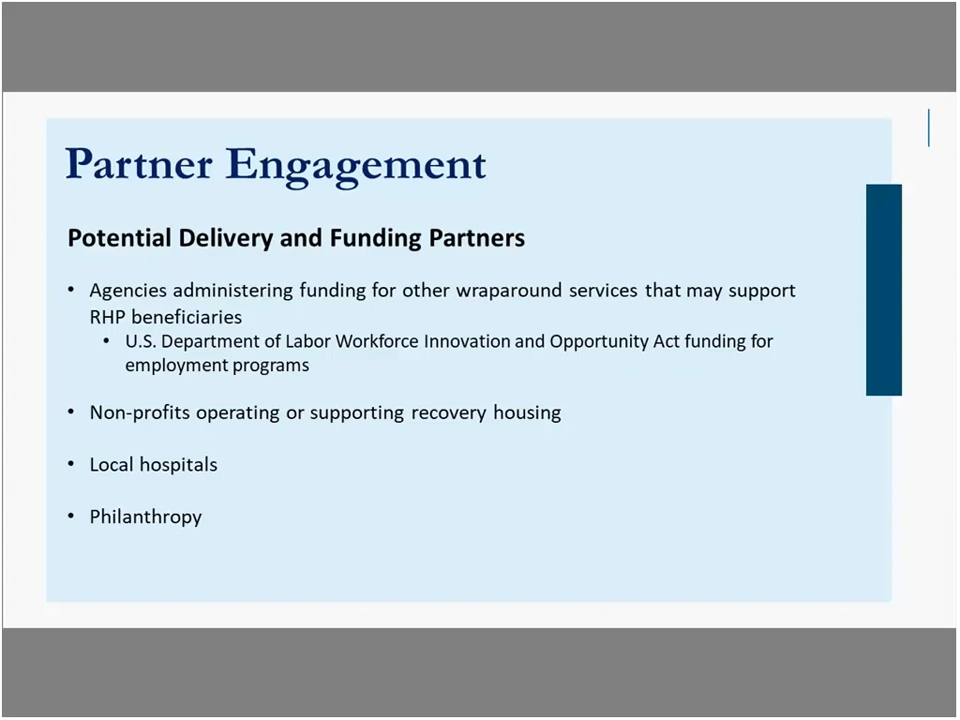 Partner Engagement
Potential Delivery and Funding Partners
• Agencies administering funding for other wraparound services that may support
RHP beneficiaries
• U.S. Department of Labor Workforce Innovation and Opportunity Act funding for
employment programs
• Non-profits operating or supporting recovery housing
• Local hospitals
• Philanthropy